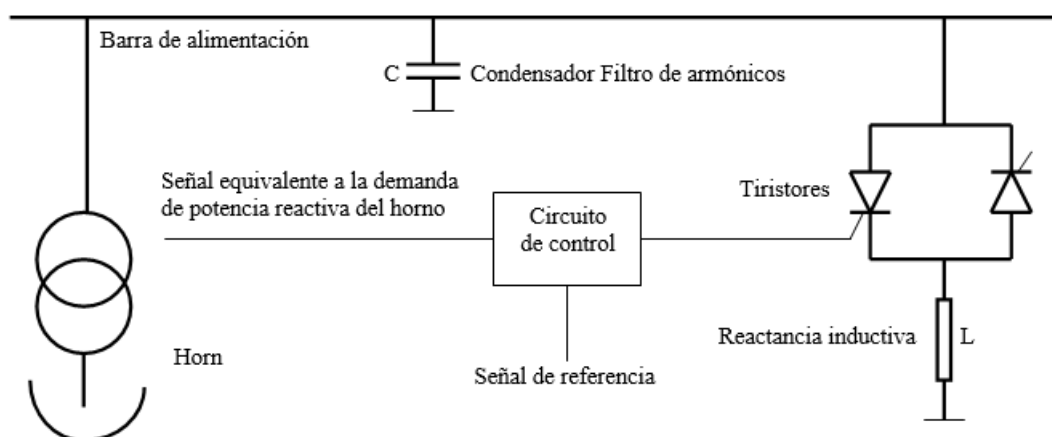 Barra de alimentación
C
Condensador Filtro de armónicos
Señal equivalente a la demanda
de potencia reactiva del horno
Circuito
de control
Tiristores
Reactancia inductiva
L
Horn
Señal de referencia